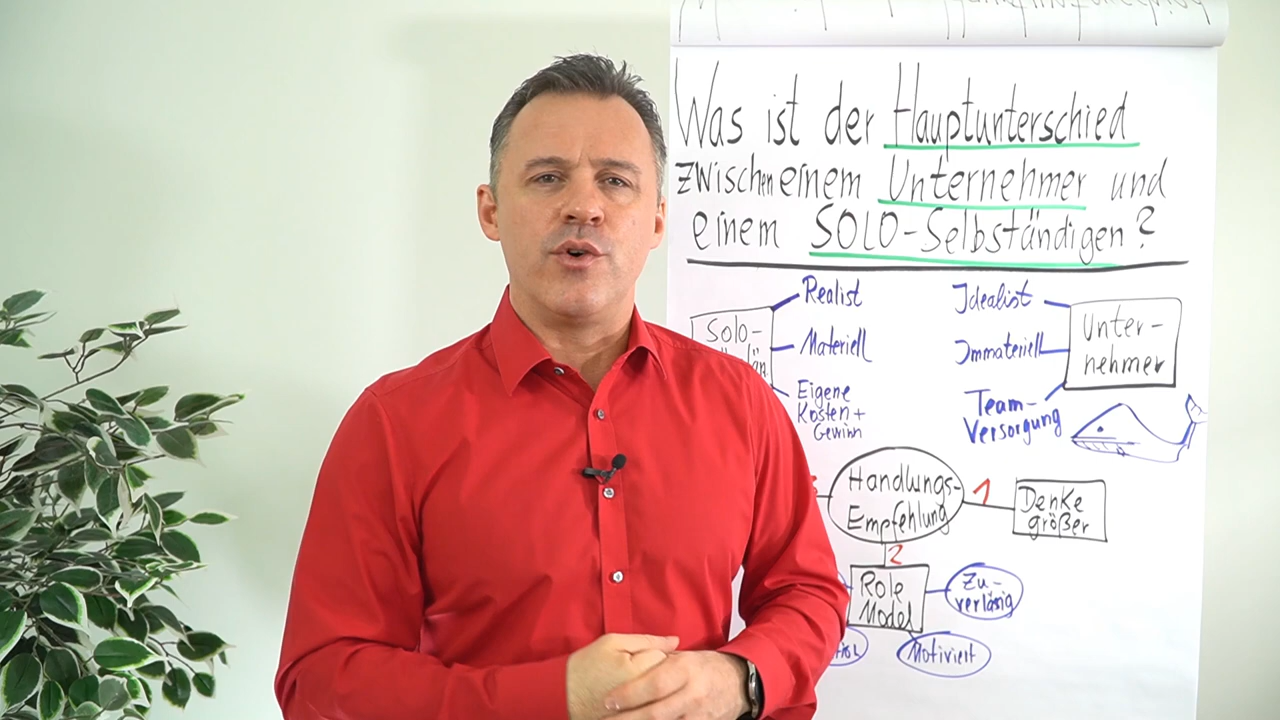 Was ist der Hauptunterschied
zwischen einem Unternehmer und
einem SOLO-Selbständigen?
Realist
Idealist
Solo-
Unter-
nehmer
Materiell
Immateriell
Eigene
Kosten +
Gewinn
Team-
Versorgung
Handlungs-
Empfehlung
1
Denke
größer
2
Role
Model
Zu-
verlässig
Motiviert